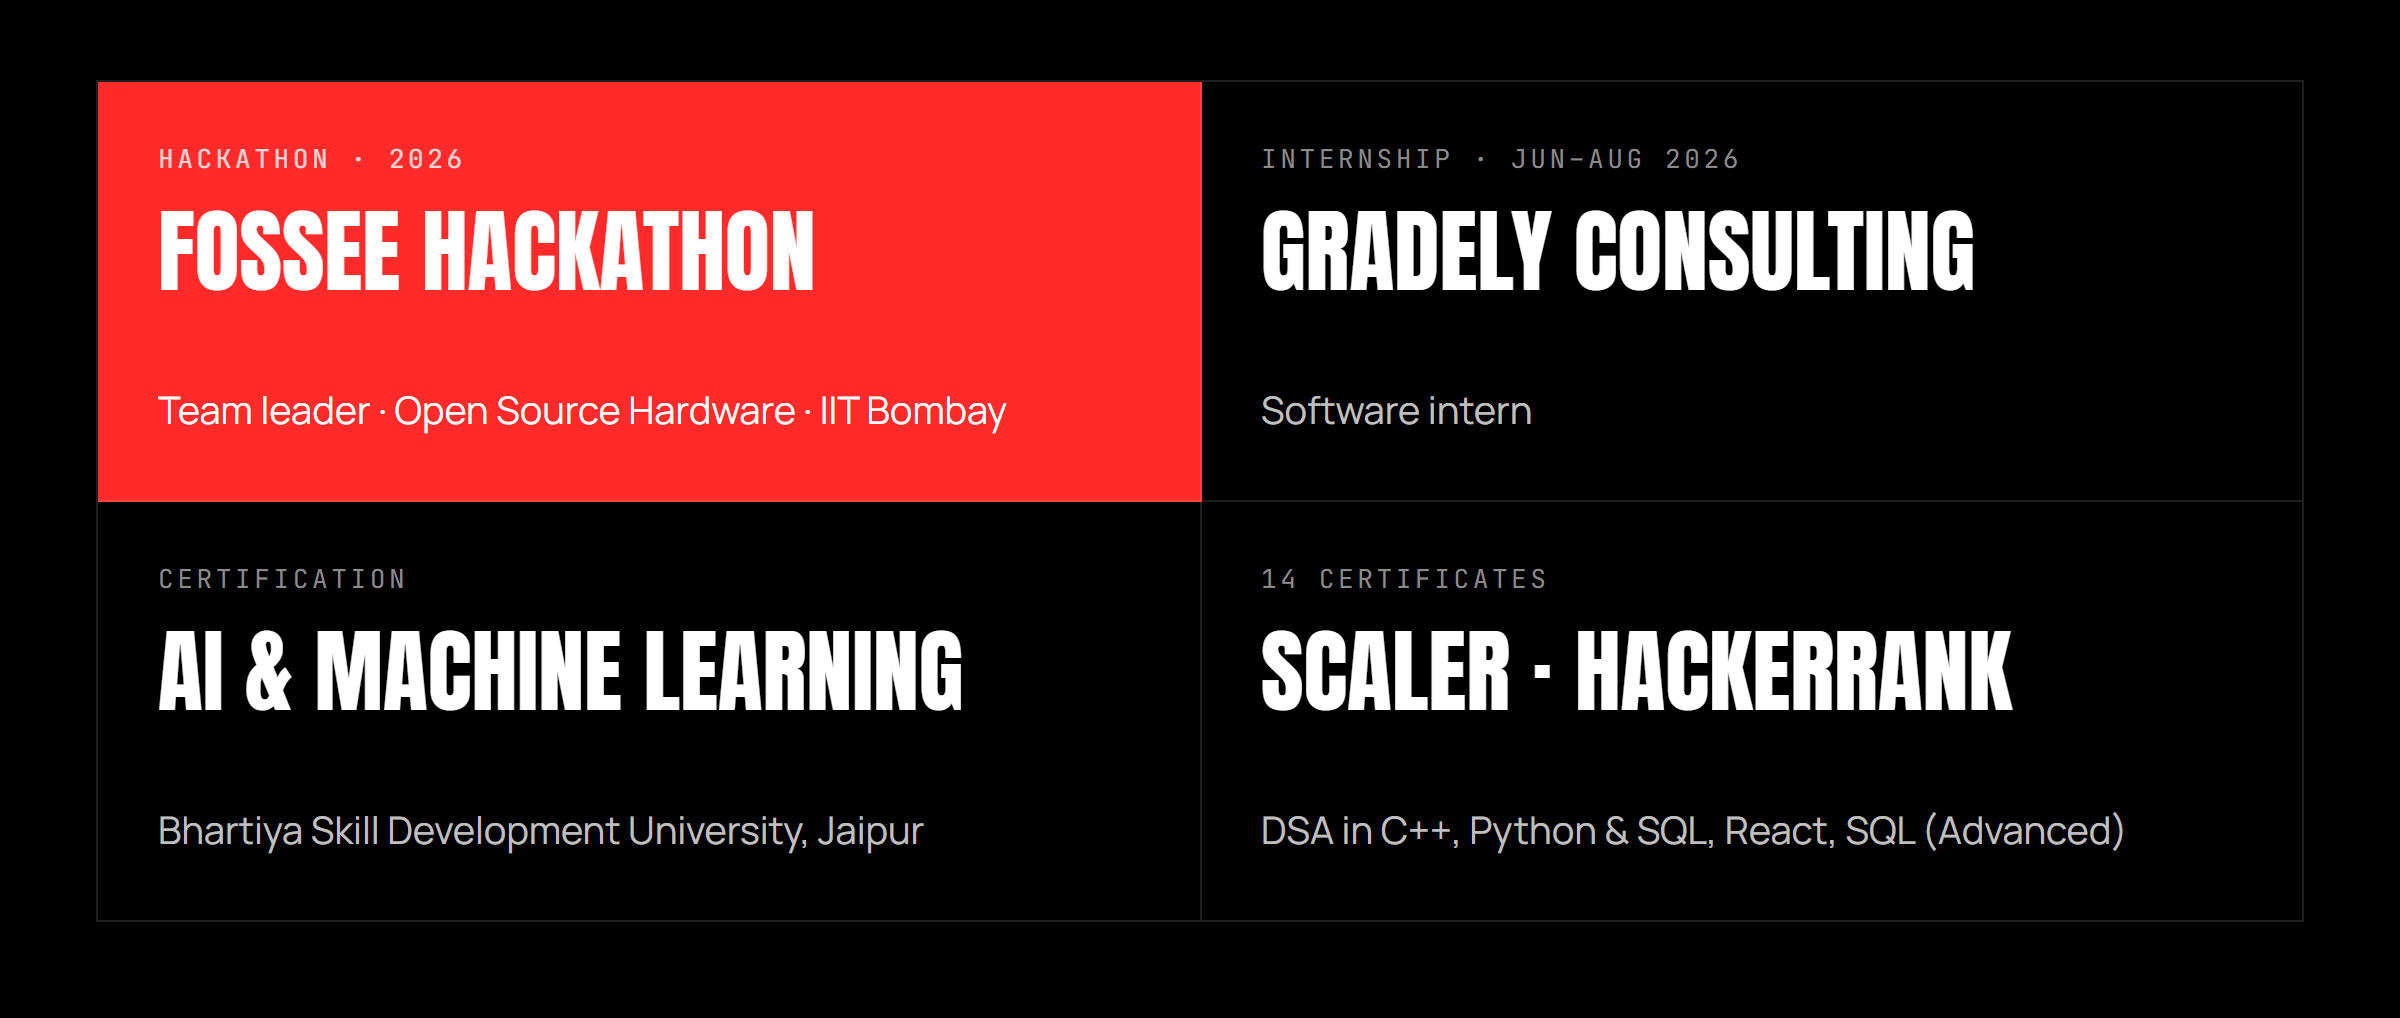 HACKATHON · 2026
FOSSEE HACKATHON
Team leader · Open Source Hardware · IIT Bombay
INTERNSHIP · JUN–AUG 2026
GRADELY CONSULTING
Software intern
CERTIFICATION
AI & MACHINE LEARNING
Bhartiya Skill Development University, Jaipur
14 CERTIFICATES
SCALER · HACKERRANK
DSA in C++, Python & SQL, React, SQL (Advanced)